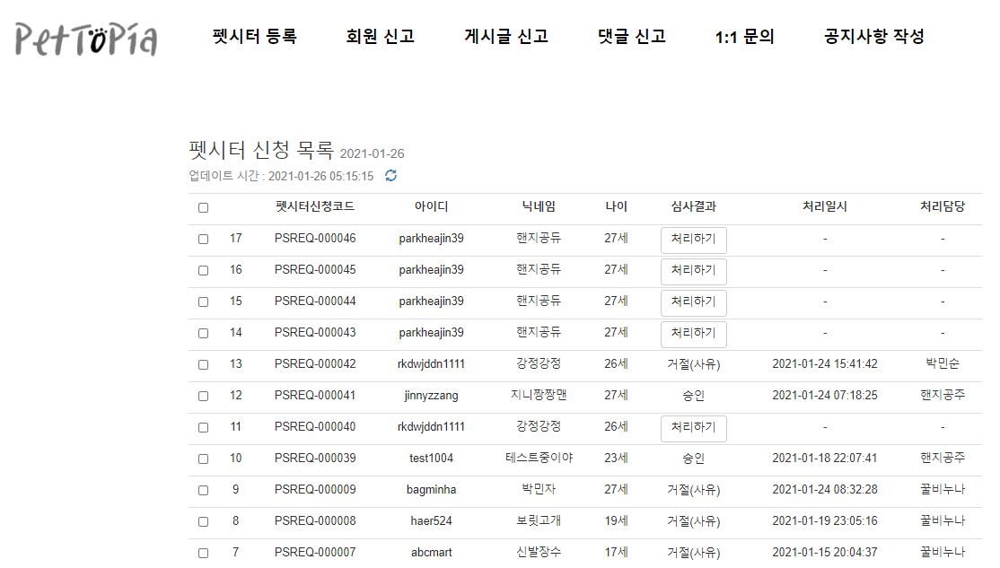 PetToPia 펫시터 등록 회원 신고 게시글 신고 댓글 신고 1:1 문의 공지사항 작성
펫시터 신청 목록 2021-01-26
업데이트 시간 : 2021-01-26 05:15:15
펫시터신청코드 아이디 닉네임 나이 심사결과 처리일시 처리담당
17 PSREQ-000046 parkheajin39 핸지공듀 27세 처리하기 - -
16 PSREQ-000045 parkheajin39 핸지공듀 27세 처리하기 - -
15 PSREQ-000044 parkheajin39 핸지공듀 27세 처리하기 - -
14 PSREQ-000043 parkheajin39 핸지공듀 27세 처리하기 - -
13 PSREQ-000042 rkdwjddn1111 강정강정 26세 거절(사유) 2021-01-24 15:41:42 박민순
12 PSREQ-000041 jinnyzzang 지니짱짱맨 27세 승인 2021-01-24 07:18:25 핸지공주
11 PSREQ-000040 rkdwjddn1111 강정강정 26세 처리하기 - -
10 PSREQ-000039 test1004 테스트중이야 23세 승인 2021-01-18 22:07:41 핸지공주
9 PSREQ-000009 bagminha 박민자 27세 거절(사유) 2021-01-24 08:32:28 꿀비누나
8 PSREQ-000008 haer524 보릿고개 19세 거절(사유) 2021-01-19 23:05:16 꿀비누나
7 PSREQ-000007 abcmart 신발장수 17세 거절(사유) 2021-01-15 20:04:37 꿀비누나